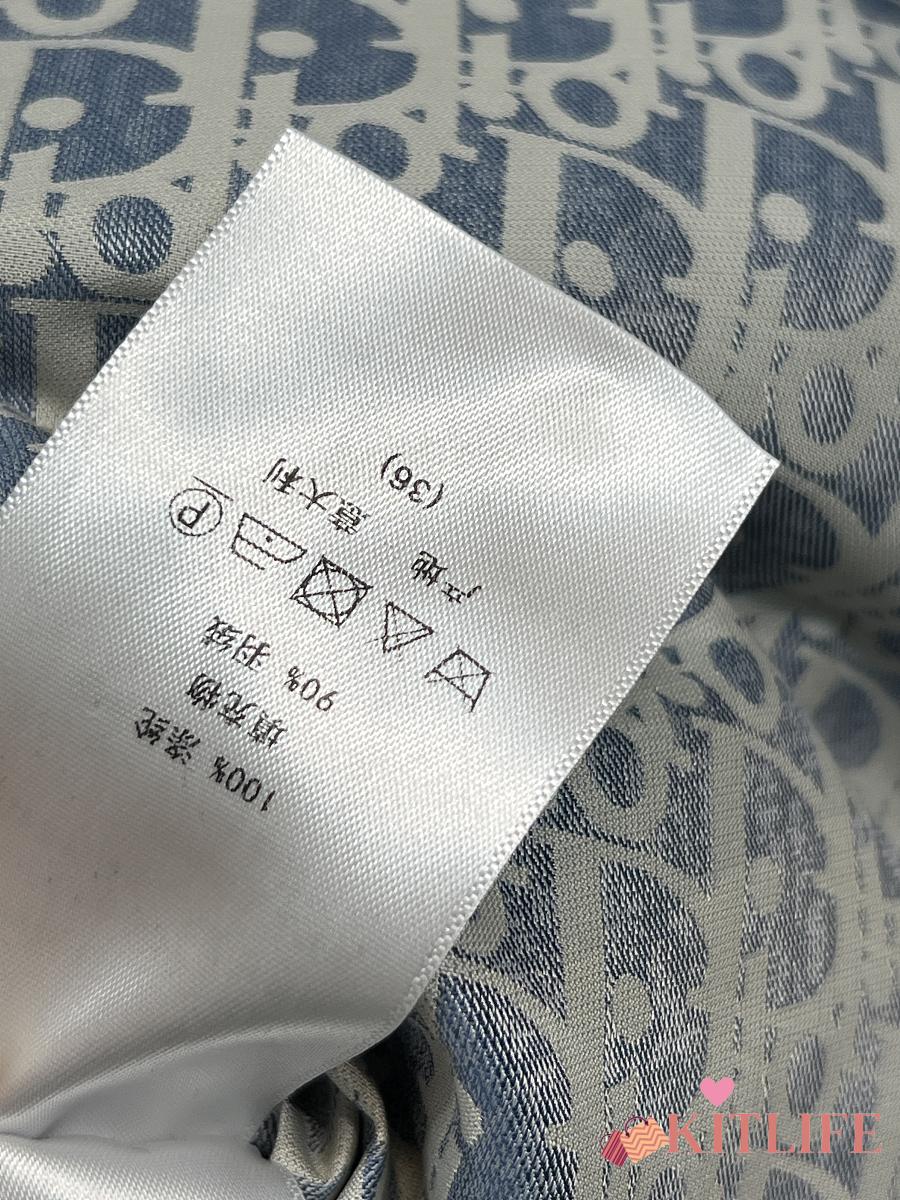 100% 涤纶
填充物
90% 羽绒
P
产地 意大利
(36)
KITLIFE